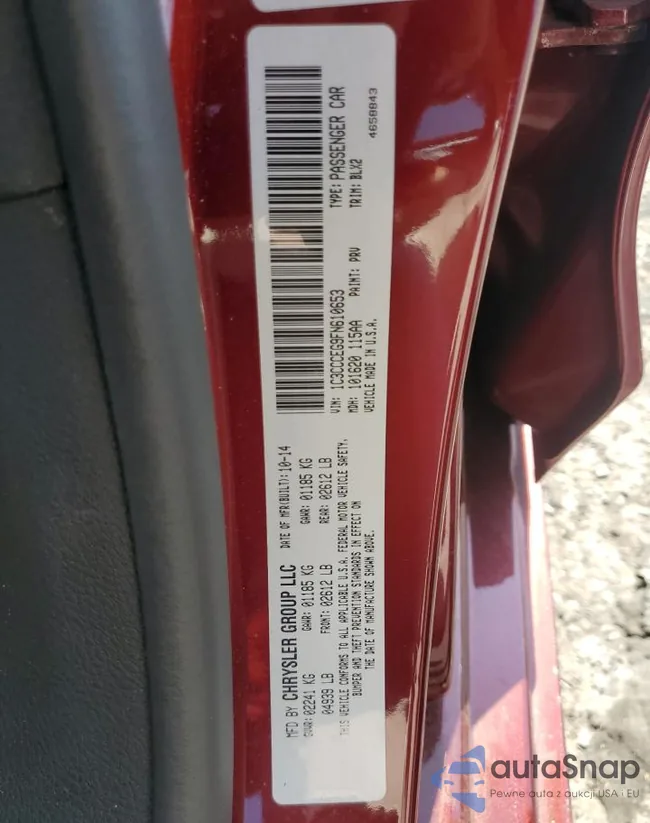 MFD BY CHRYSLER GROUP LLC DATE OF MFR(BUILT): 10-14
GVWR: 02241 KG GAWR: 01185 KG GAWR: 01185 KG
04939 LB FRONT: 02612 LB REAR: 02612 LB
THIS VEHICLE CONFORMS TO ALL APPLICABLE U.S.A. FEDERAL MOTOR VEHICLE SAFETY,
BUMPER AND THEFT PREVENTION STANDARDS IN EFFECT ON
THE DATE OF MANUFACTURE SHOWN ABOVE.
VIN: 1C3CCCEG9FN610653 TYPE: PASSENGER CAR
MDH: 101620 115AA PAINT: PRV TRIM: BLX2
VEHICLE MADE IN U.S.A. 4658843
autaSnap
Pewne auta z aukcji USA i EU